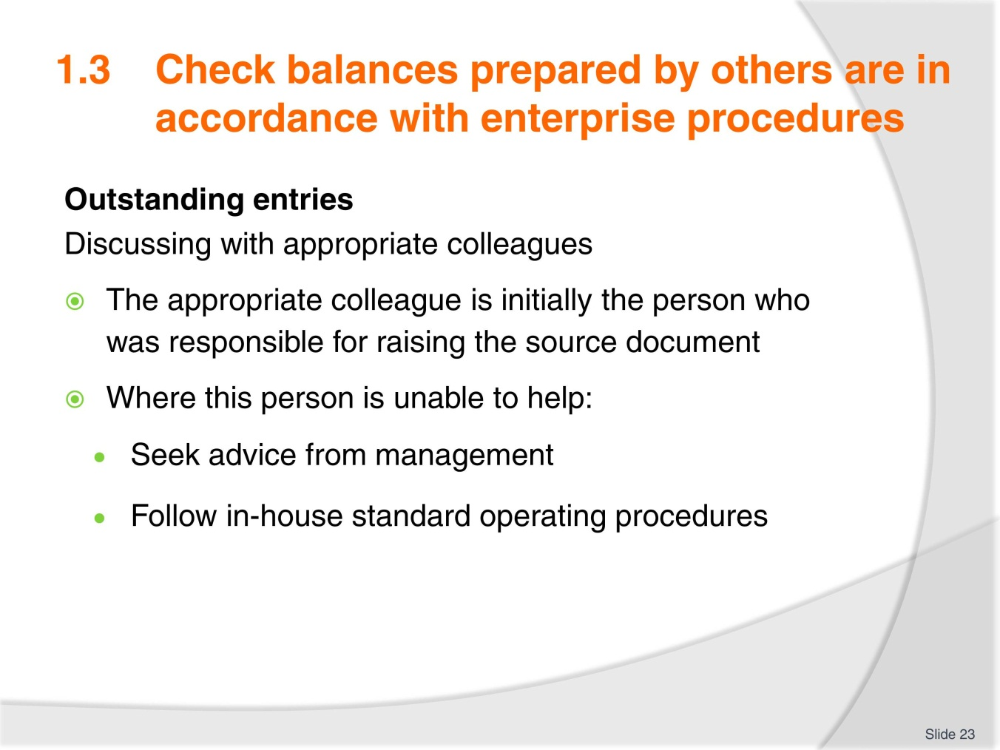 1.3 Check balances prepared by others are in
accordance with enterprise procedures
Outstanding entries
Discussing with appropriate colleagues
The appropriate colleague is initially the person who
was responsible for raising the source document
Where this person is unable to help:
Seek advice from management
Follow in-house standard operating procedures
Slide 23